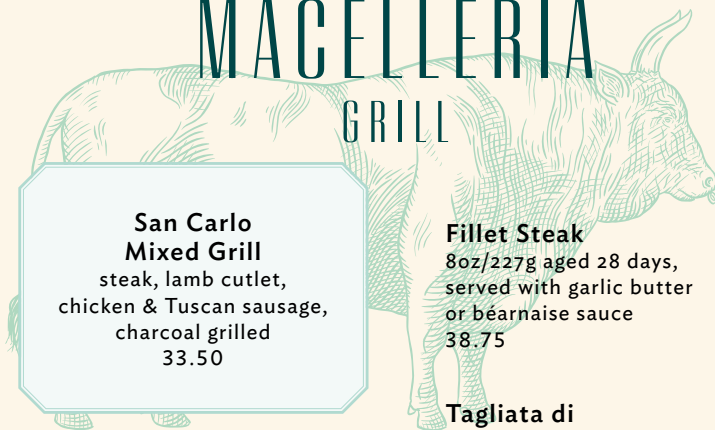 MACELLERIA
GRILL
San Carlo
Mixed Grill
steak, lamb cutlet,
chicken & Tuscan sausage,
charcoal grilled
33.50
Fillet Steak
8oz/227g aged 28 days,
served with garlic butter
or béarnaise sauce
38.75
Tagliata di